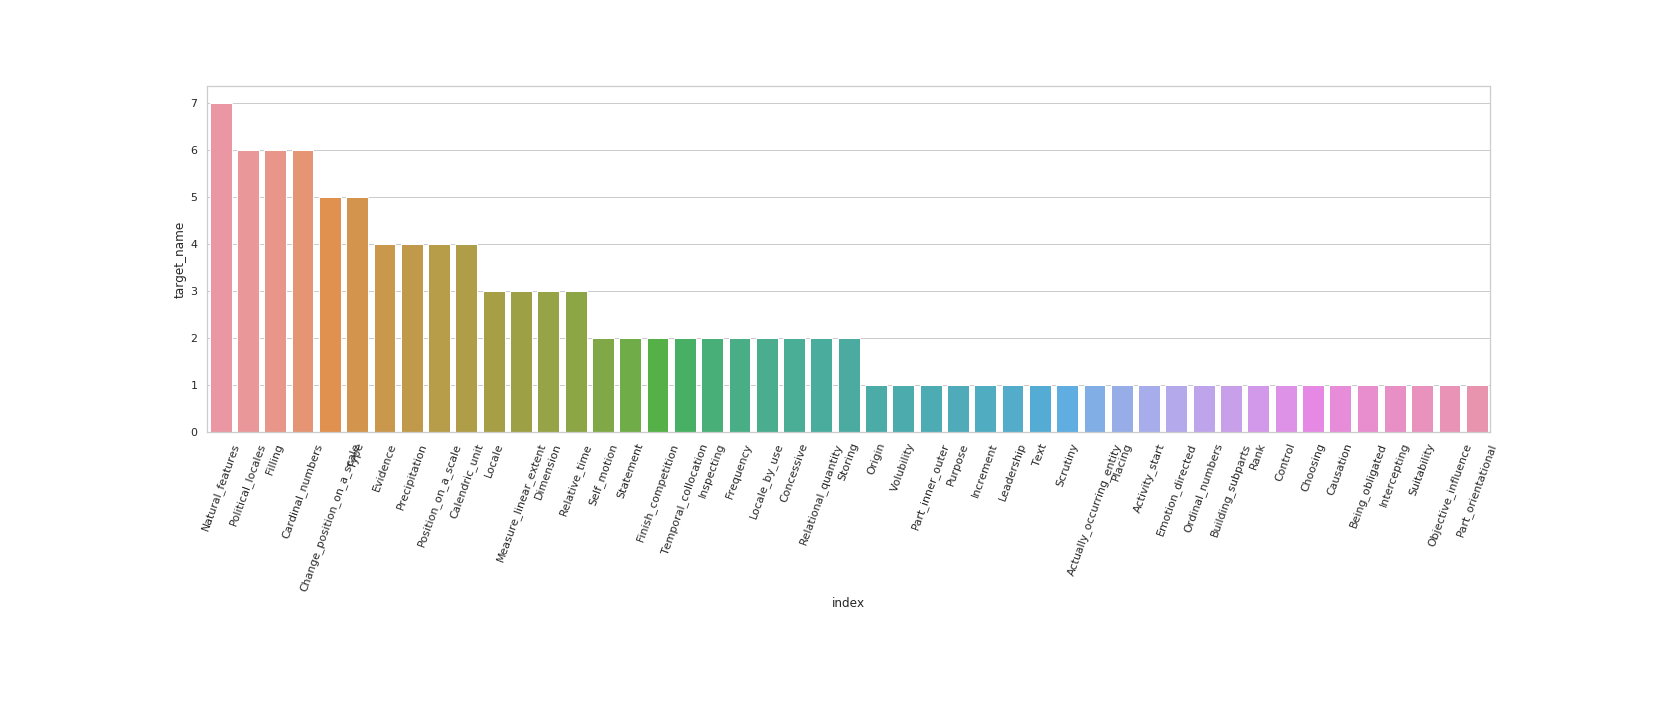 7
6
5
4
3
2
1
0
target_name
Natural_features
Political_locales
Filling
Cardinal_numbers
Change_position_on_a_scale
Type
Evidence
Precipitation
Position_on_a_scale
Calendric_unit
Locale
Measure_linear_extent
Dimension
Relative_time
Self_motion
Statement
Finish_competition
Temporal_collocation
Inspecting
Frequency
Locale_by_use
Concessive
Relational_quantity
Storing
Origin
Volubility
Part_inner_outer
Purpose
Increment
Leadership
Text
Scrutiny
Actually_occurring_entity
Placing
Activity_start
Emotion_directed
Ordinal_numbers
Building_subparts
Rank
Control
Choosing
Causation
Being_obligated
Intercepting
Suitability
Objective_influence
Part_orientational
index